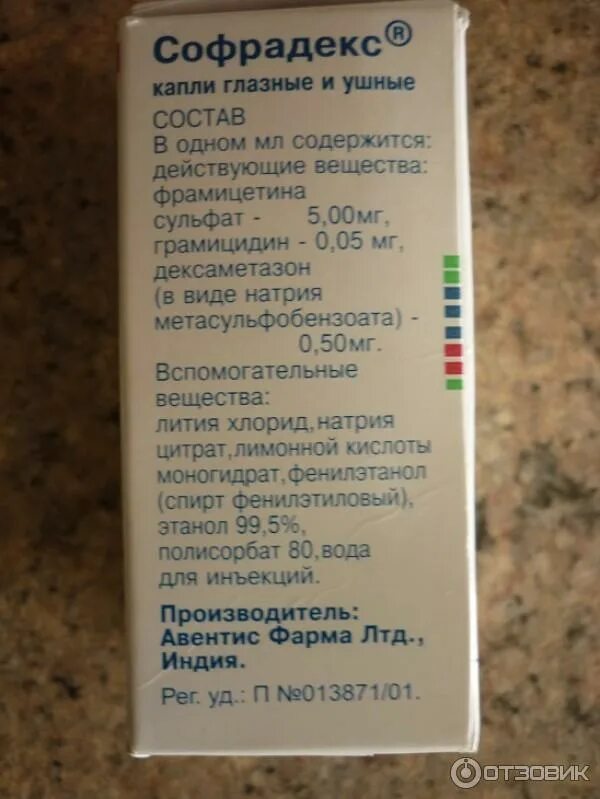 Софрадекс®
капли глазные и ушные
СОСТАВ
В одном мл содержится:
действующие вещества:
фрамицетина
сульфат - 5,00мг,
грамицидин - 0,05 мг,
дексаметазон
(в виде натрия
метасульфобензоата) -
0,50мг.
Вспомогательные
вещества:
лития хлорид,натрия
цитрат,лимонной кислоты
моногидрат,фенилэтанол
(спирт фенилэтиловый),
этанол 99,5%,
полисорбат 80,вода
для инъекций.
Производитель:
Авентис Фарма Лтд.,
Индия.
Рег. уд.: П №013871/01.
ОТЗОВИК